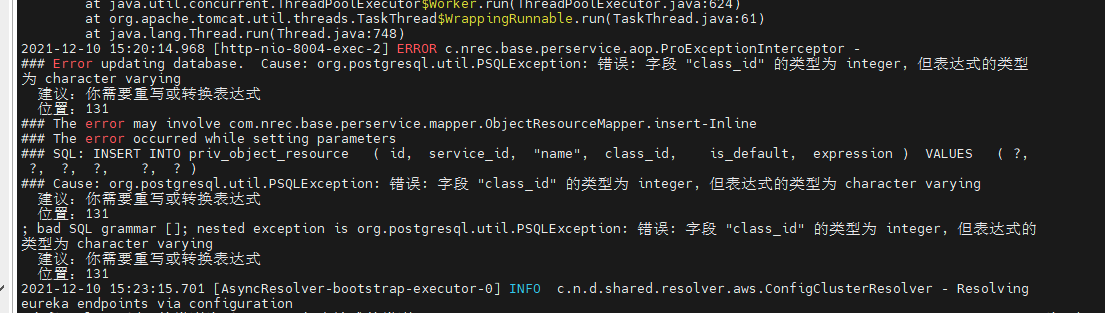 at java.util.concurrent.ThreadPoolExecutor$Worker.run(ThreadPoolExecutor.java:624)
at org.apache.tomcat.util.threads.TaskThread$WrappingRunnable.run(TaskThread.java:61)
at java.lang.Thread.run(Thread.java:748)
2021-12-10 15:20:14.968 [http-nio-8004-exec-2] ERROR c.nrec.base.perservice.aop.ProExceptionInterceptor -
### Error updating database.  Cause: org.postgresql.util.PSQLException: 错误: 字段 "class_id" 的类型为 integer, 但表达式的类型
为 character varying
建议：你需要重写或转换表达式
位置：131
### The error may involve com.nrec.base.perservice.mapper.ObjectResourceMapper.insert-Inline
### The error occurred while setting parameters
### SQL: INSERT INTO priv_object_resource   ( id,  service_id,  "name",  class_id,    is_default,  expression )  VALUES   ( ?,
?,  ?,  ?,    ?,  ? )
### Cause: org.postgresql.util.PSQLException: 错误: 字段 "class_id" 的类型为 integer, 但表达式的类型为 character varying
建议：你需要重写或转换表达式
位置：131
; bad SQL grammar []; nested exception is org.postgresql.util.PSQLException: 错误: 字段 "class_id" 的类型为 integer, 但表达式的
类型为 character varying
建议：你需要重写或转换表达式
位置：131
2021-12-10 15:23:15.701 [AsyncResolver-bootstrap-executor-0] INFO  c.n.d.shared.resolver.aws.ConfigClusterResolver - Resolving
eureka endpoints via configuration